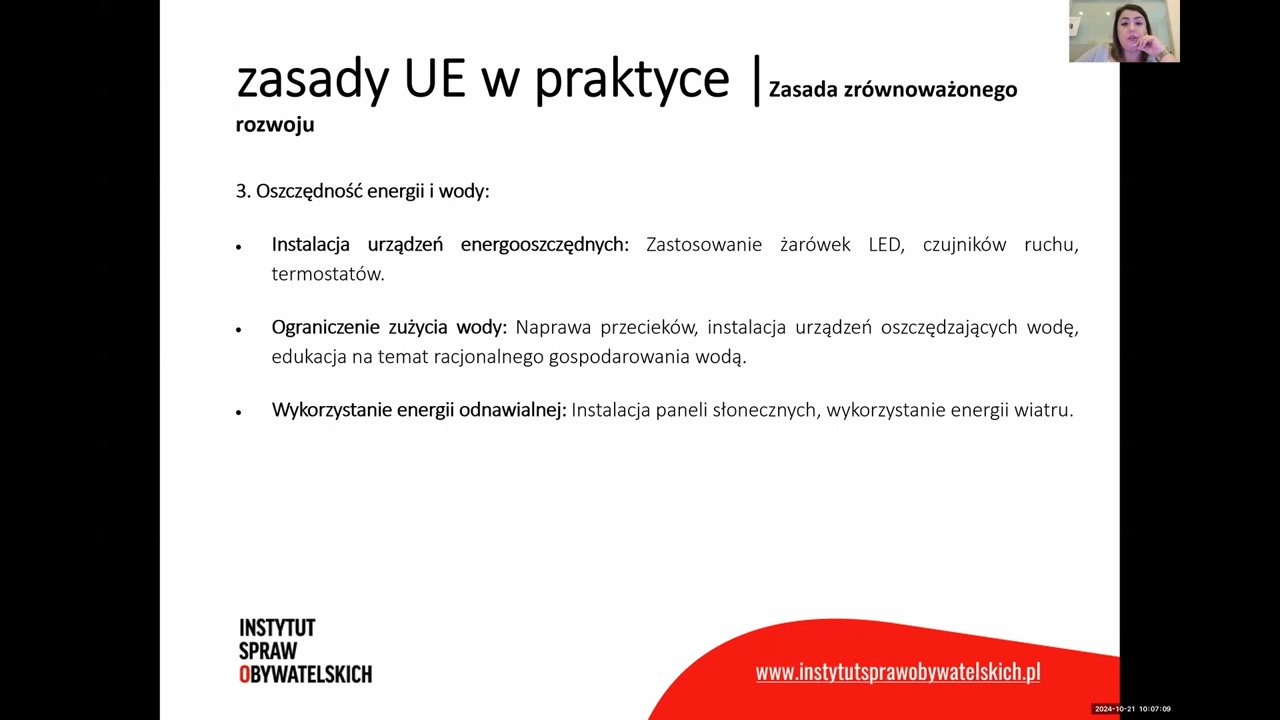 zasady UE w praktyce | Zasada zrównoważonego
rozwoju
3. Oszczędność energii i wody:
• Instalacja urządzeń energooszczędnych: Zastosowanie żarówek LED, czujników ruchu,
termostatów.
• Ograniczenie zużycia wody: Naprawa przecieków, instalacja urządzeń oszczędzających wodę,
edukacja na temat racjonalnego gospodarowania wodą.
• Wykorzystanie energii odnawialnej: Instalacja paneli słonecznych, wykorzystanie energii wiatru.
INSTYTUT
SPRAW
OBYWATELSKICH
www.instytutsprawobywatelskich.pl
2024-10-21 10:07:09